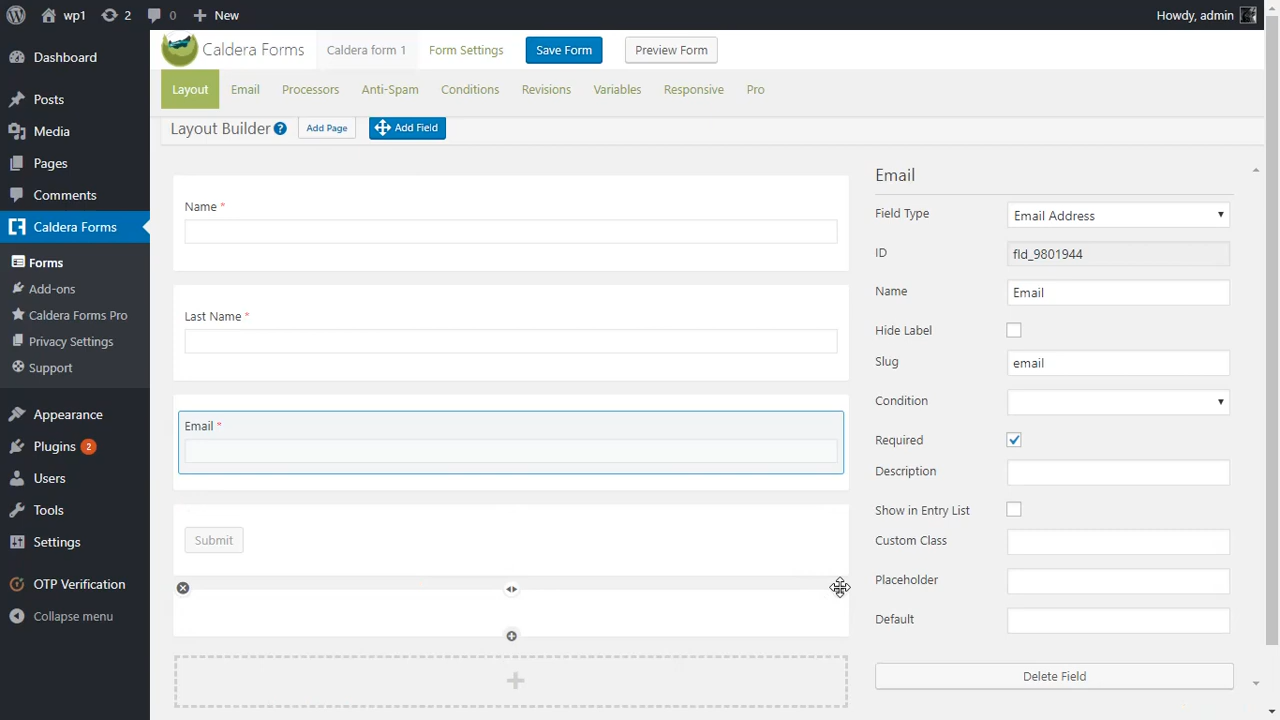 wp1 2 0 New Howdy, admin
Dashboard
Posts
Media
Pages
Comments
Caldera Forms
Forms
Add-ons
Caldera Forms Pro
Privacy Settings
Support
Appearance
Plugins 2
Users
Tools
Settings
OTP Verification
Collapse menu
Caldera Forms Caldera form 1 Form Settings Save Form Preview Form
Layout Email Processors Anti-Spam Conditions Revisions Variables Responsive Pro
Layout Builder ? Add Page Add Field
Name *
Last Name *
Email *
Submit
Email
Field Type Email Address
ID fld_9801944
Name Email
Hide Label
Slug email
Condition
Required
Description
Show in Entry List
Custom Class
Placeholder
Default
Delete Field